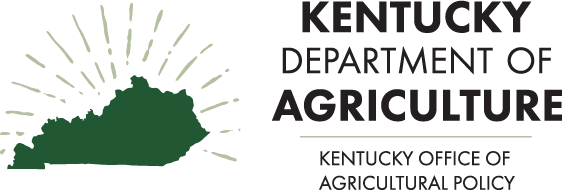 KENTUCKY
DEPARTMENT OF
AGRICULTURE
KENTUCKY OFFICE OF
AGRICULTURAL POLICY